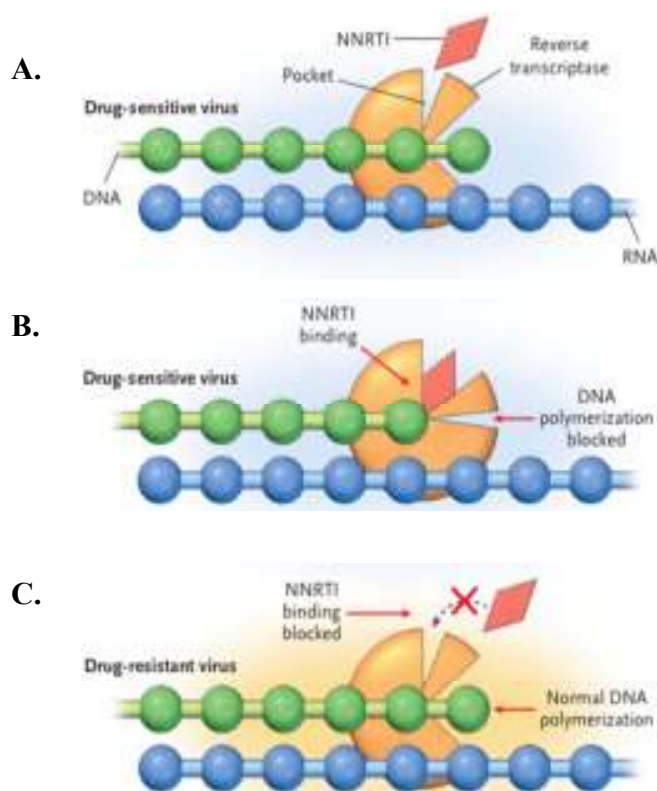 A.
NNRTI
Reverse
transcriptase
Pocket
Drug-sensitive virus
DNA
RNA
B.
NNRTI
binding
Drug-sensitive virus
DNA
polymerization
blocked
C.
NNRTI
binding
blocked
Drug-resistant virus
Normal DNA
polymerization